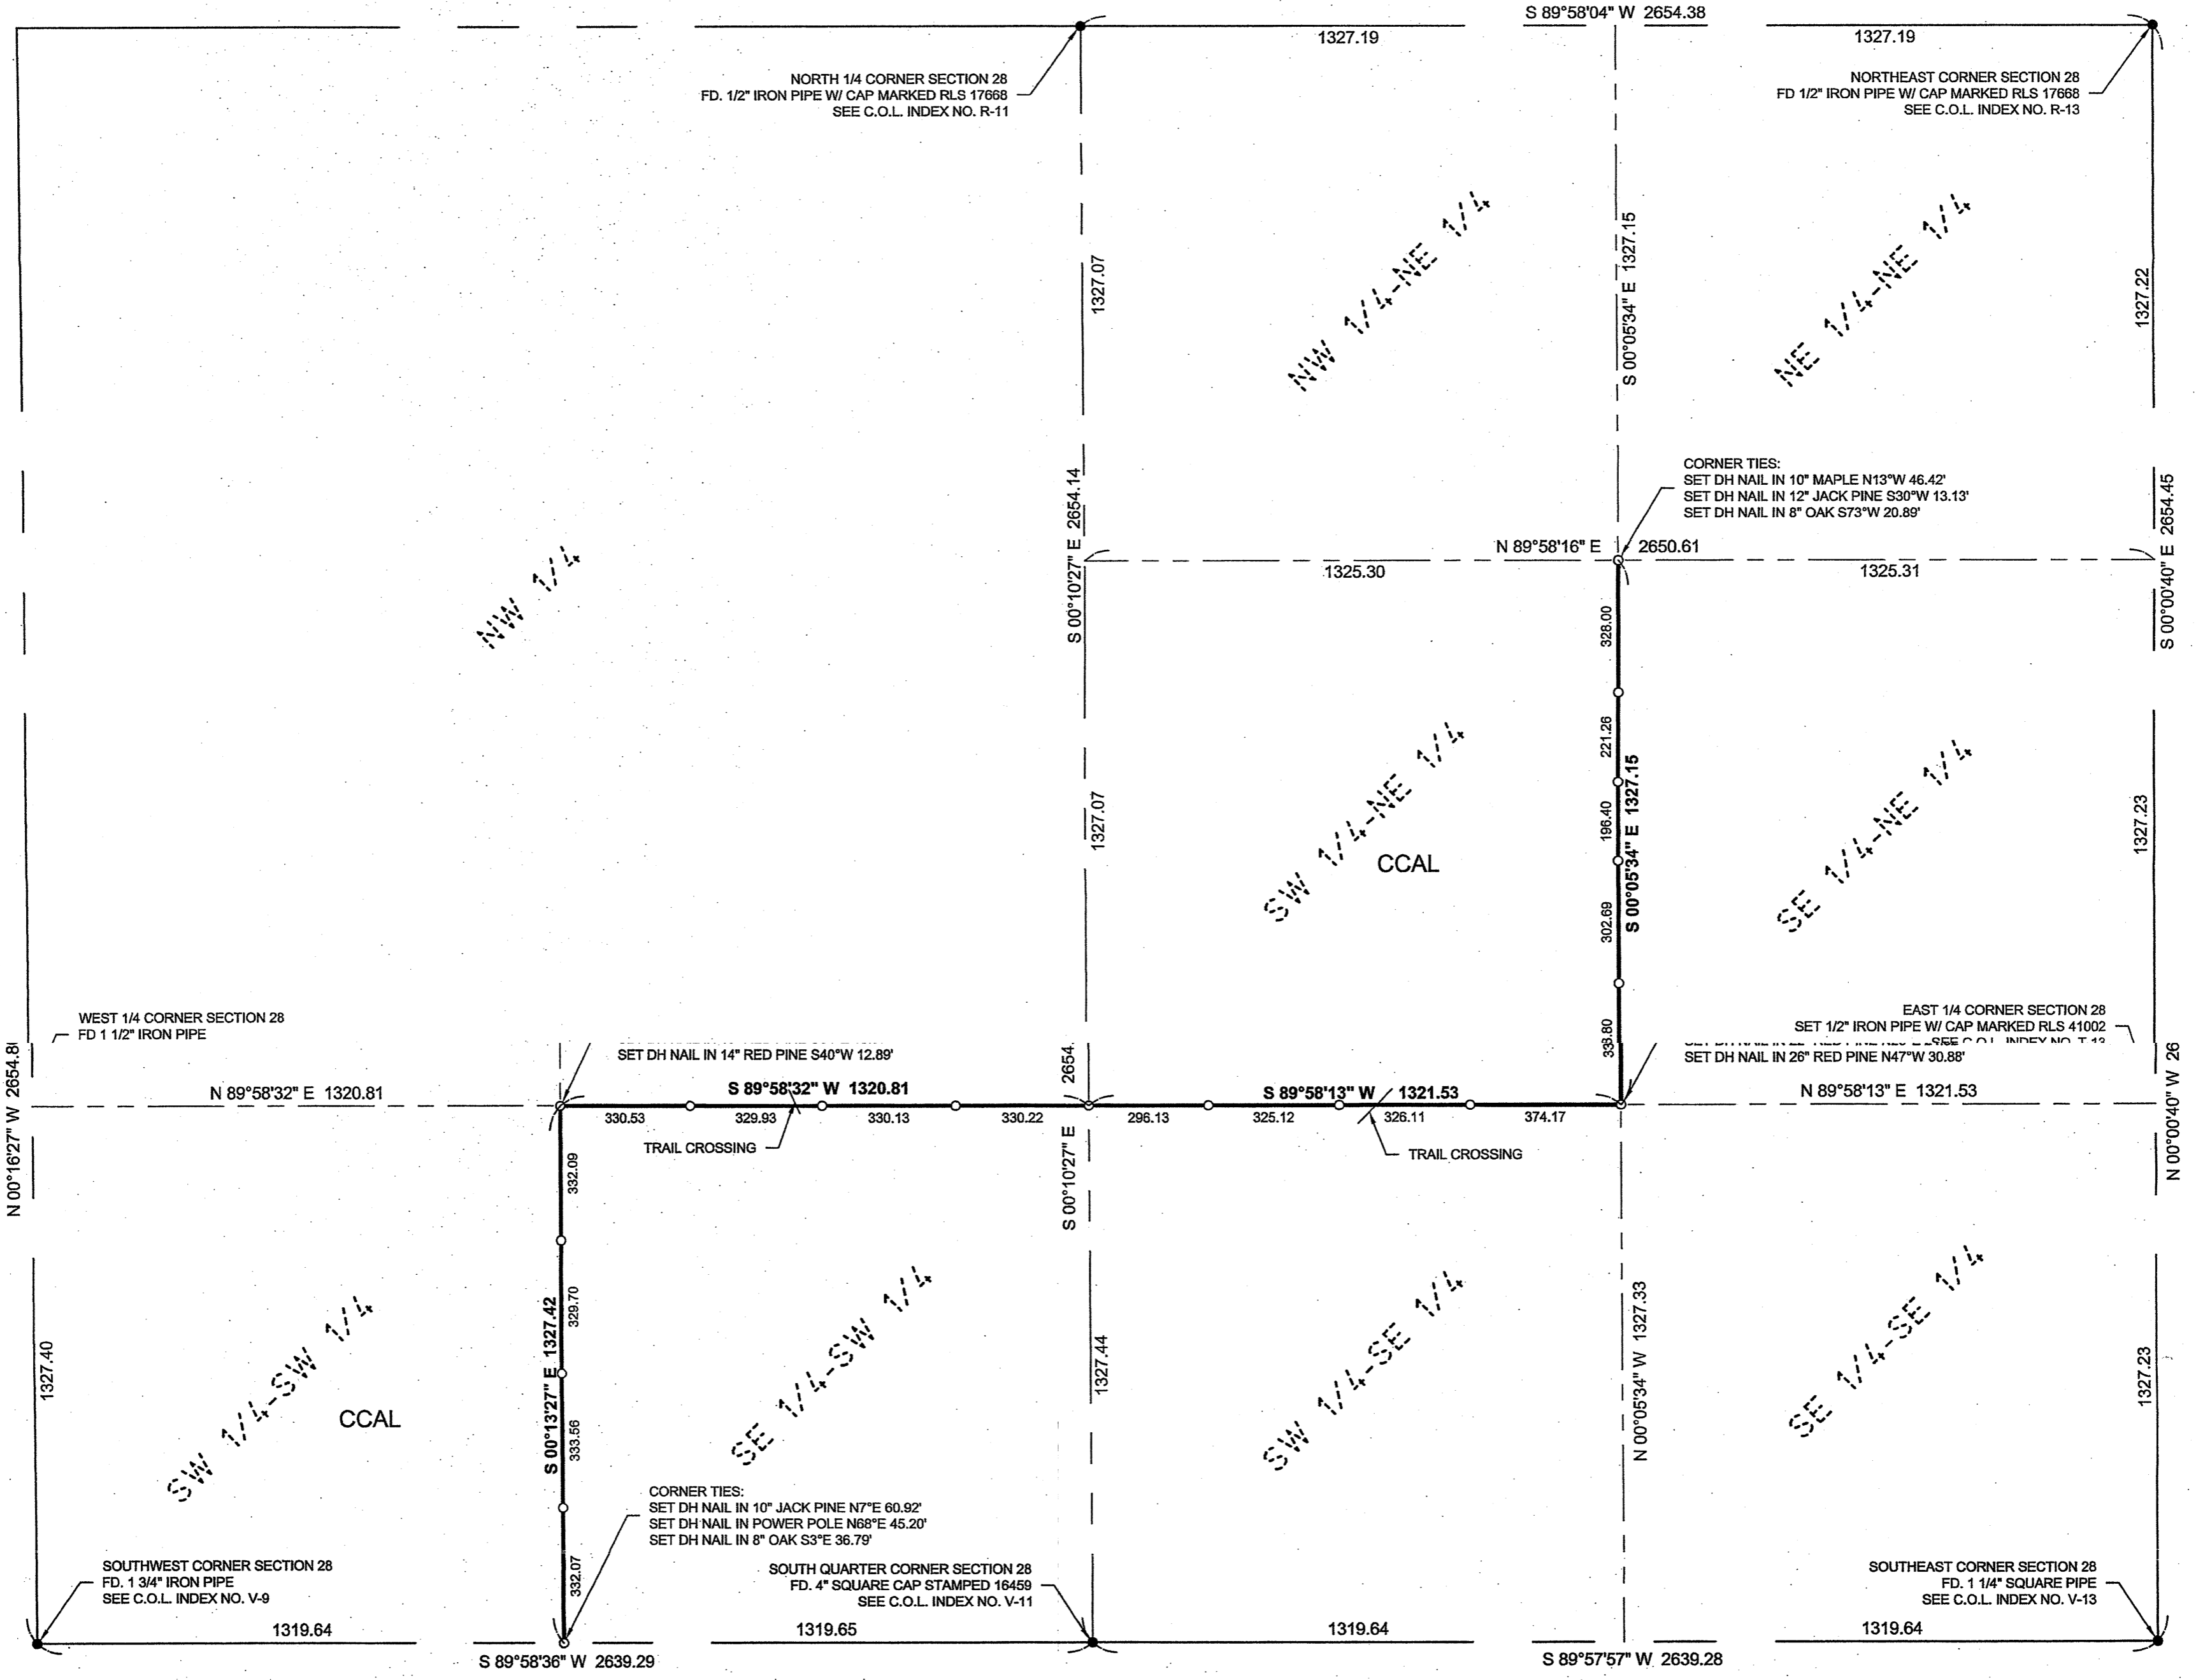 S 89°58'04" W 2654.38
1327.19
1327.19
NORTH 1/4 CORNER SECTION 28
FD. 1/2" IRON PIPE W/ CAP MARKED RLS 17668
SEE C.O.L. INDEX NO. R-11
NORTHEAST CORNER SECTION 28
FD 1/2" IRON PIPE W/ CAP MARKED RLS 17668
SEE C.O.L. INDEX NO. R-13
NW 1/4-NE 1/4
NE 1/4-NE 1/4
1327.07
S 00°05'34" E 1327.15
1327.22
CORNER TIES:
SET DH NAIL IN 10" MAPLE N13°W 46.42'
SET DH NAIL IN 12" JACK PINE S30°W 13.13'
SET DH NAIL IN 8" OAK S73°W 20.89'
S 00°10'27" E 2654.14
S 00°00'40" E 2654.45
N 89°58'16" E 2650.61
1325.30
1325.31
NW 1/4
328.00
221.26
196.40
302.69
338.80
S 00°05'34" E 1327.15
1327.07
SW 1/4-NE 1/4
CCAL
SE 1/4-NE 1/4
1327.23
WEST 1/4 CORNER SECTION 28
FD 1 1/2" IRON PIPE
EAST 1/4 CORNER SECTION 28
SET 1/2" IRON PIPE W/ CAP MARKED RLS 41002
SEE C.O.L. INDEX NO. T-13
SET DH NAIL IN 14" RED PINE S40°W 12.89'
SET DH NAIL IN 26" RED PINE N47°W 30.88'
N 00°16'27" W 2654.8
N 89°58'32" E 1320.81
S 89°58'32" W 1320.81
2654.
S 89°58'13" W 1321.53
N 89°58'13" E 1321.53
N 00°00'40" W 26
330.53
329.93
330.13
330.22
296.13
325.12
326.11
374.17
TRAIL CROSSING
TRAIL CROSSING
S 00°10'27" E
332.09
329.70
333.56
332.07
S 00°13'27" E 1327.42
1327.40
SW 1/4-SW 1/4
CCAL
SE 1/4-SW 1/4
1327.44
SW 1/4-SE 1/4
N 00°05'34" W 1327.33
SE 1/4-SE 1/4
1327.23
CORNER TIES:
SET DH NAIL IN 10" JACK PINE N7°E 60.92'
SET DH NAIL IN POWER POLE N68°E 45.20'
SET DH NAIL IN 8" OAK S3°E 36.79'
SOUTHWEST CORNER SECTION 28
FD. 1 3/4" IRON PIPE
SEE C.O.L. INDEX NO. V-9
SOUTH QUARTER CORNER SECTION 28
FD. 4" SQUARE CAP STAMPED 16459
SEE C.O.L. INDEX NO. V-11
SOUTHEAST CORNER SECTION 28
FD. 1 1/4" SQUARE PIPE
SEE C.O.L. INDEX NO. V-13
1319.64
1319.65
1319.64
1319.64
S 89°58'36" W 2639.29
S 89°57'57" W 2639.28